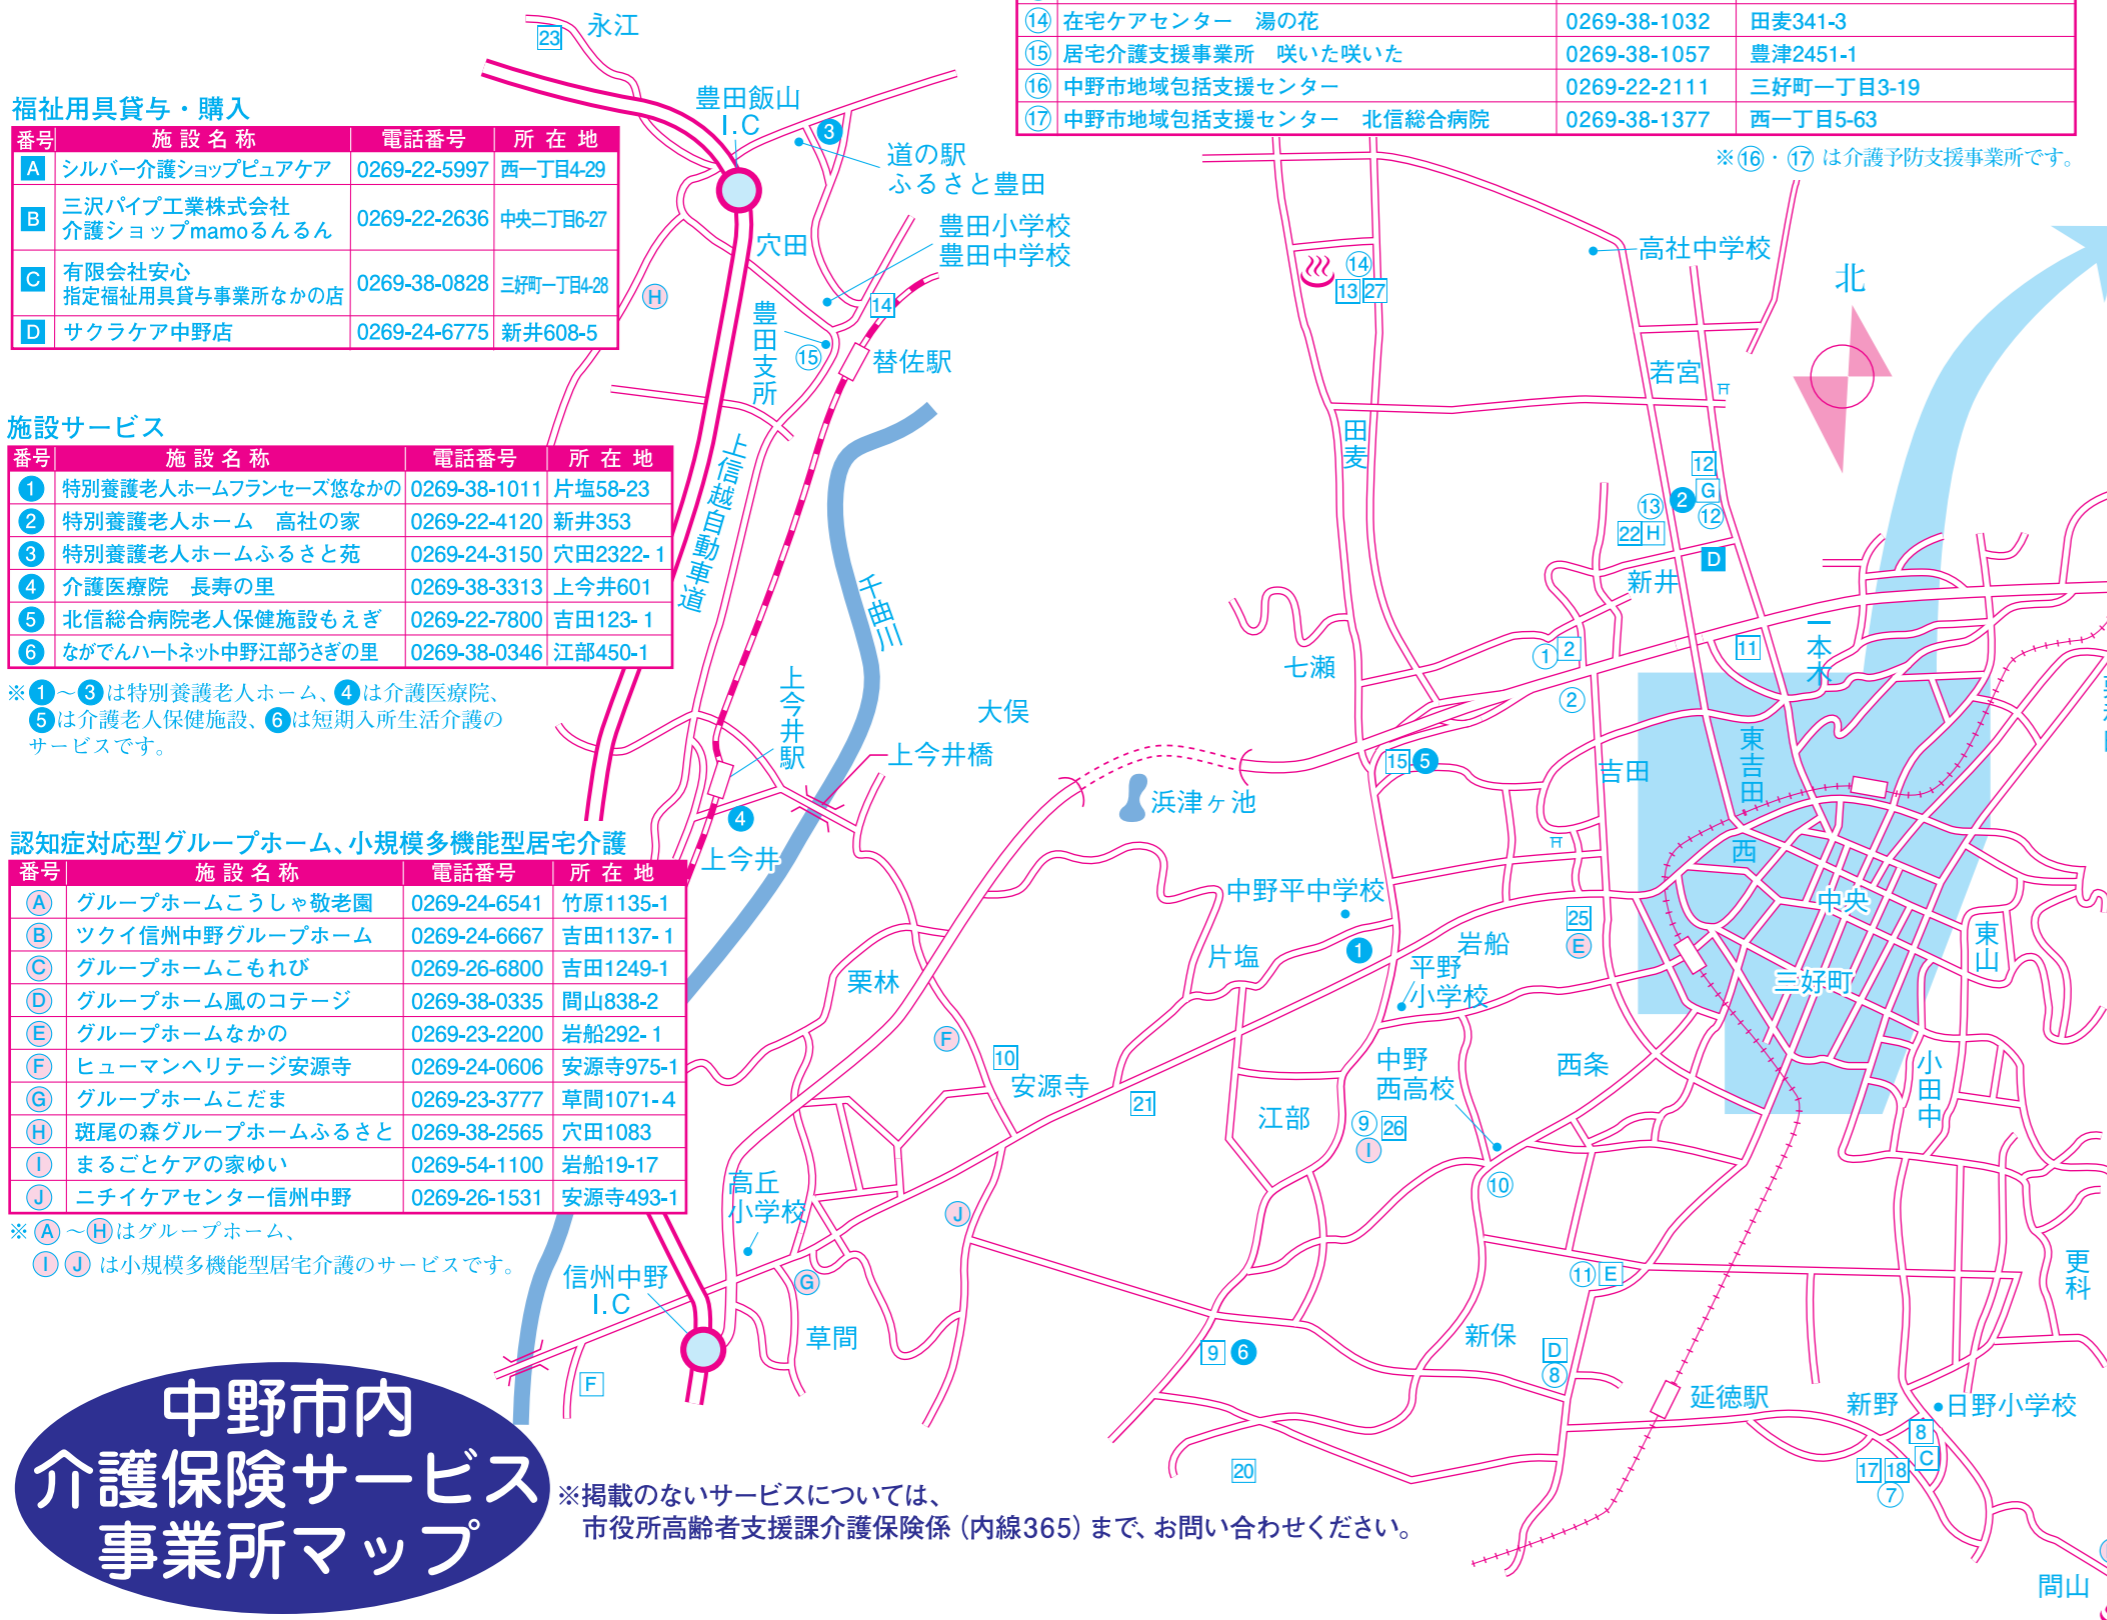 ⑭ 在宅ケアセンター　湯の花 0269-38-1032 田麦341-3
⑮ 居宅介護支援事業所　咲いた咲いた 0269-38-1057 豊津2451-1
⑯ 中野市地域包括支援センター 0269-22-2111 三好町一丁目3-19
⑰ 中野市地域包括支援センター　北信総合病院 0269-38-1377 西一丁目5-63
※⑯・⑰は介護予防支援事業所です。
福祉用具貸与・購入
番号 施設名称 電話番号 所在地
A シルバー介護ショップピュアケア 0269-22-5997 西一丁目4-29
B 三沢パイプ工業株式会社
介護ショップmamoるんるん 0269-22-2636 中央二丁目6-27
C 有限会社安心
指定福祉用具貸与事業所なかの店 0269-38-0828 三好町一丁目4-28
D サクラケア中野店 0269-24-6775 新井608-5
施設サービス
番号 施設名称 電話番号 所在地
❶ 特別養護老人ホームフランセーズ悠なかの 0269-38-1011 片塩58-23
❷ 特別養護老人ホーム　高社の家 0269-22-4120 新井353
❸ 特別養護老人ホームふるさと苑 0269-24-3150 穴田2322-1
❹ 介護医療院　長寿の里 0269-38-3313 上今井601
❺ 北信総合病院老人保健施設もえぎ 0269-22-7800 吉田123-1
❻ ながでんハートネット中野江部うさぎの里 0269-38-0346 江部450-1
※❶～❸は特別養護老人ホーム、❹は介護医療院、
❺は介護老人保健施設、❻は短期入所生活介護の
サービスです。
認知症対応型グループホーム、小規模多機能型居宅介護
番号 施設名称 電話番号 所在地
Ⓐ グループホームこうしゃ敬老園 0269-24-6541 竹原1135-1
Ⓑ ツクイ信州中野グループホーム 0269-24-6667 吉田1137-1
Ⓒ グループホームこもれび 0269-26-6800 吉田1249-1
Ⓓ グループホーム風のコテージ 0269-38-0335 間山838-2
Ⓔ グループホームなかの 0269-23-2200 岩船292-1
Ⓕ ヒューマンヘリテージ安源寺 0269-24-0606 安源寺975-1
Ⓖ グループホームこだま 0269-23-3777 草間1071-4
Ⓗ 斑尾の森グループホームふるさと 0269-38-2565 穴田1083
Ⓘ まるごとケアの家ゆい 0269-54-1100 岩船19-17
Ⓙ ニチイケアセンター信州中野 0269-26-1531 安源寺493-1
※Ⓐ～Ⓗはグループホーム、
ⒾⒿは小規模多機能型居宅介護のサービスです。
23
永江
豊田飯山
I.C
❸
道の駅
ふるさと豊田
豊田小学校
豊田中学校
穴田
Ⓗ
14
豊田支所
⑮
替佐駅
上信越自動車道
千曲川
上今井駅
大俣
上今井橋
❹
上今井
浜津ヶ池
高社中学校
北
⑭
13 27
若宮
田麦
12
⑬ ❷ G
⑫
22 H
D
新井
11
一本木
① 2
②
七瀬
15 ❺
吉田
東吉田
西
中央
東山
三好町
小田中
中野平中学校
25
Ⓔ
❶
片塩
岩船
平野
小学校
栗林
Ⓕ
10
安源寺
21
中野
西高校
西条
江部
⑨ 26
Ⓘ
⑩
高丘
小学校
Ⓙ
⑪ E
更科
Ⓖ
信州中野
I.C
草間
新保
9 ❻
D
⑧
F
延徳駅
新野
日野小学校
8
C
17 18
⑦
20
間山
中野市内
介護保険サービス
事業所マップ
※掲載のないサービスについては、
市役所高齢者支援課介護保険係（内線365）まで、お問い合わせください。